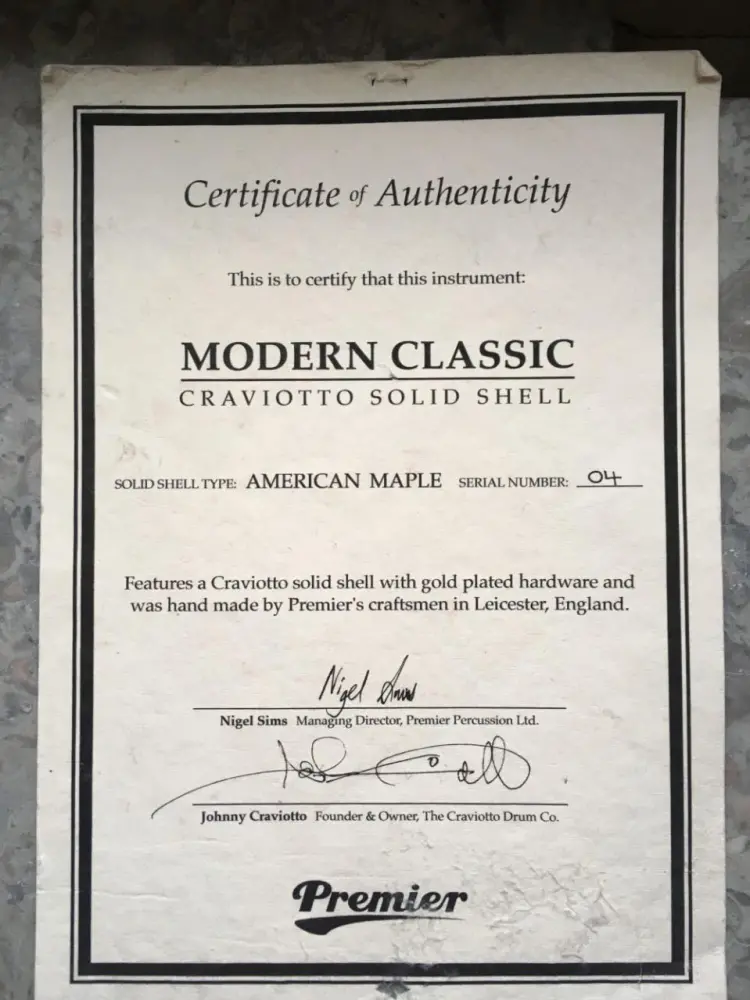 Certificate of Authenticity
This is to certify that this instrument:
MODERN CLASSIC
CRAVIOTTO SOLID SHELL
SOLID SHELL TYPE: AMERICAN MAPLE SERIAL NUMBER: 04
Features a Craviotto solid shell with gold plated hardware and
was hand made by Premier's craftsmen in Leicester, England.
Nigel Sims
Nigel Sims Managing Director, Premier Percussion Ltd.
Johnny Craviotto Founder & Owner, The Craviotto Drum Co.
Premier